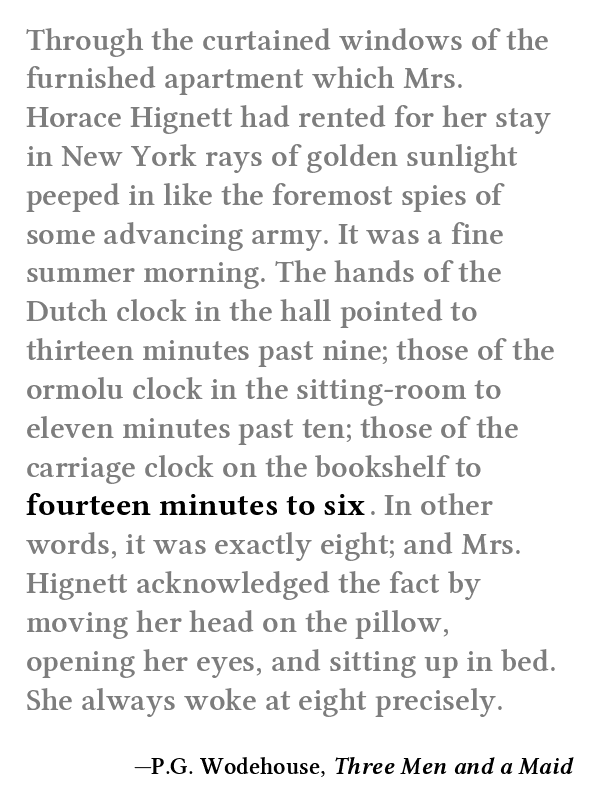 Through the curtained windows of the
furnished apartment which Mrs.
Horace Hignett had rented for her stay
in New York rays of golden sunlight
peeped in like the foremost spies of
some advancing army. It was a fine
summer morning. The hands of the
Dutch clock in the hall pointed to
thirteen minutes past nine; those of the
ormolu clock in the sitting-room to
eleven minutes past ten; those of the
carriage clock on the bookshelf to
fourteen minutes to six. In other
words, it was exactly eight; and Mrs.
Hignett acknowledged the fact by
moving her head on the pillow,
opening her eyes, and sitting up in bed.
She always woke at eight precisely.
—P.G. Wodehouse, Three Men and a Maid